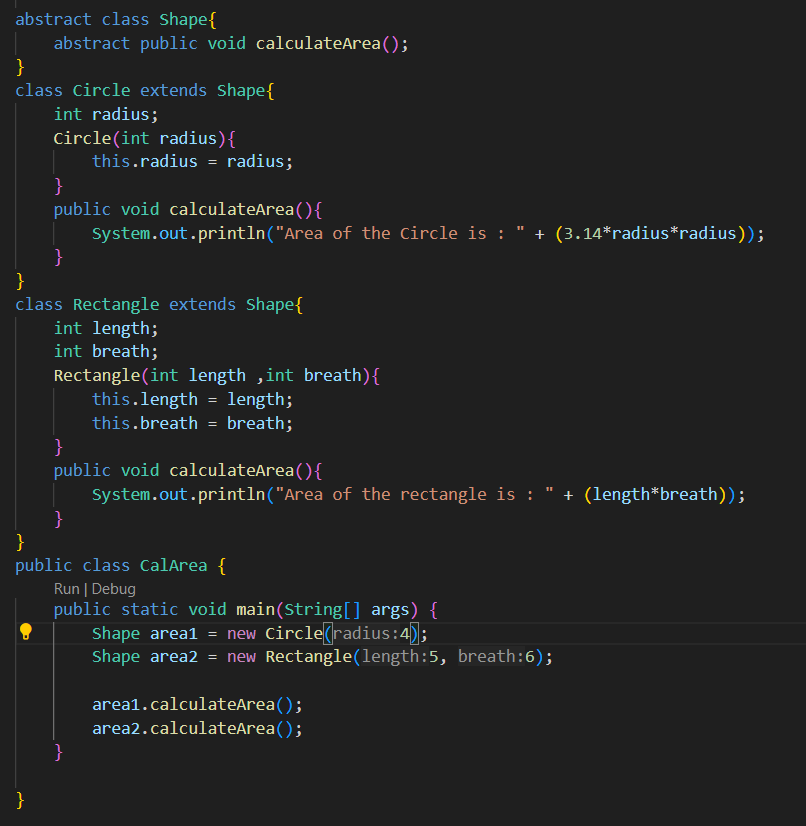 abstract class Shape{
    abstract public void calculateArea();
}
class Circle extends Shape{
    int radius;
    Circle(int radius){
        this.radius = radius;
    }
    public void calculateArea(){
        System.out.println("Area of the Circle is : " + (3.14*radius*radius));
    }
}
class Rectangle extends Shape{
    int length;
    int breath;
    Rectangle(int length ,int breath){
        this.length = length;
        this.breath = breath;
    }
    public void calculateArea(){
        System.out.println("Area of the rectangle is : " + (length*breath));
    }
}
public class CalArea {
    Run | Debug
    public static void main(String[] args) {
        Shape area1 = new Circle(radius:4);
        Shape area2 = new Rectangle(length:5, breath:6);

        area1.calculateArea();
        area2.calculateArea();
    }

}